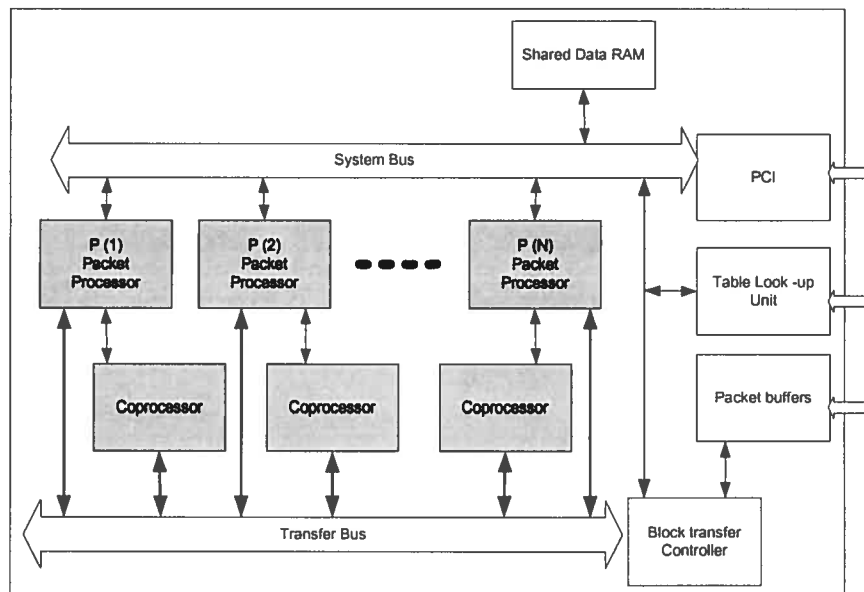 Shared Data RAM
System Bus
PCI
P (1)
Packet
Processor
P (2)
Packet
Processor
P (N)
Packet
Processor
Table Look -up
Unit
Coprocessor
Coprocessor
Coprocessor
Packet buffers
Transfer Bus
Block transfer
Controller